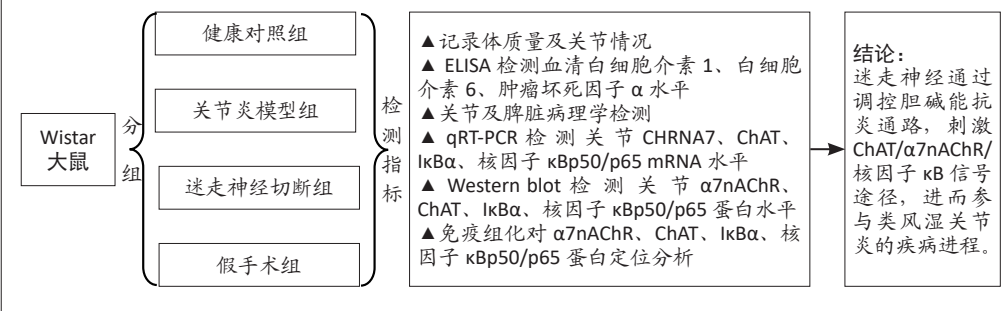 Wistar
大鼠
分
组
健康对照组
关节炎模型组
迷走神经切断组
假手术组
检
测
指
标
▲记录体质量及关节情况
▲ ELISA 检测血清白细胞介素 1、白细胞
介素 6、肿瘤坏死因子 α 水平
▲关节及脾脏病理学检测
▲ qRT-PCR 检 测 关 节 CHRNA7、ChAT、
IκBα、核因子 κBp50/p65 mRNA 水平
▲ Western blot 检 测 关 节 α7nAChR、
ChAT、IκBα、核因子 κBp50/p65 蛋白水平
▲免疫组化对 α7nAChR、ChAT、IκBα、核
因子 κBp50/p65 蛋白定位分析
结论：
迷走神经通过
调控胆碱能抗
炎通路，刺激
ChAT/α7nAChR/
核因子 κB 信号
途径，进而参
与类风湿关节
炎的疾病进程。